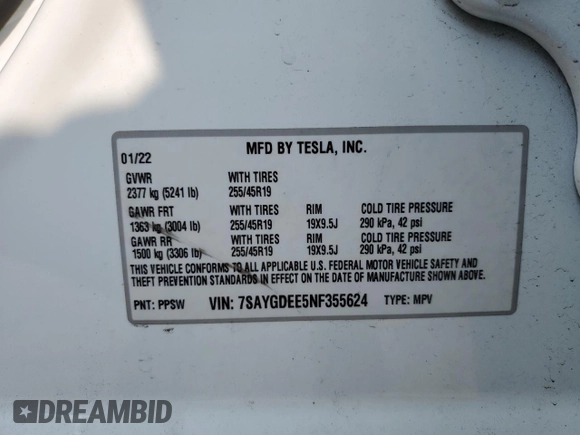 MFD BY TESLA, INC.
01/22
GVWR WITH TIRES
2377 kg (5241 lb) 255/45R19
GAWR FRT WITH TIRES RIM COLD TIRE PRESSURE
1363 kg (3004 lb) 255/45R19 19X9.5J 290 kPa, 42 psi
GAWR RR WITH TIRES RIM COLD TIRE PRESSURE
1500 kg (3306 lb) 255/45R19 19X9.5J 290 kPa, 42 psi
THIS VEHICLE CONFORMS TO ALL APPLICABLE U.S. FEDERAL MOTOR VEHICLE SAFETY AND
THEFT PREVENTION STANDARDS IN EFFECT ON THE DATE OF MANUFACTURE SHOWN ABOVE.
PNT: PPSW VIN: 7SAYGDEE5NF355624 TYPE: MPV
DREAMBID